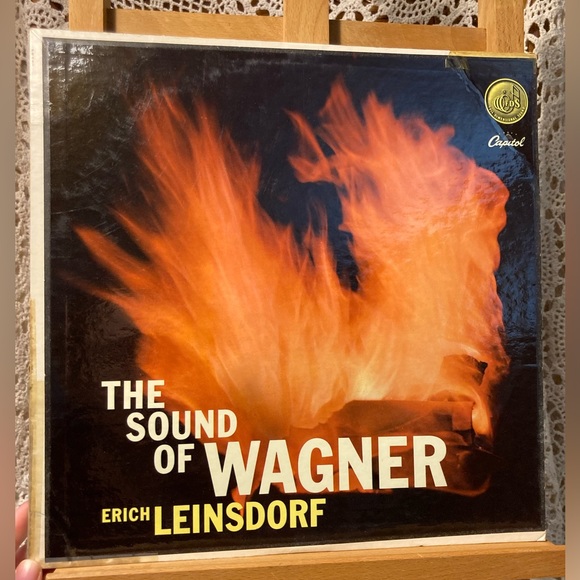 Capitol
THE
SOUND
OF WAGNER
ERICH LEINSDORF